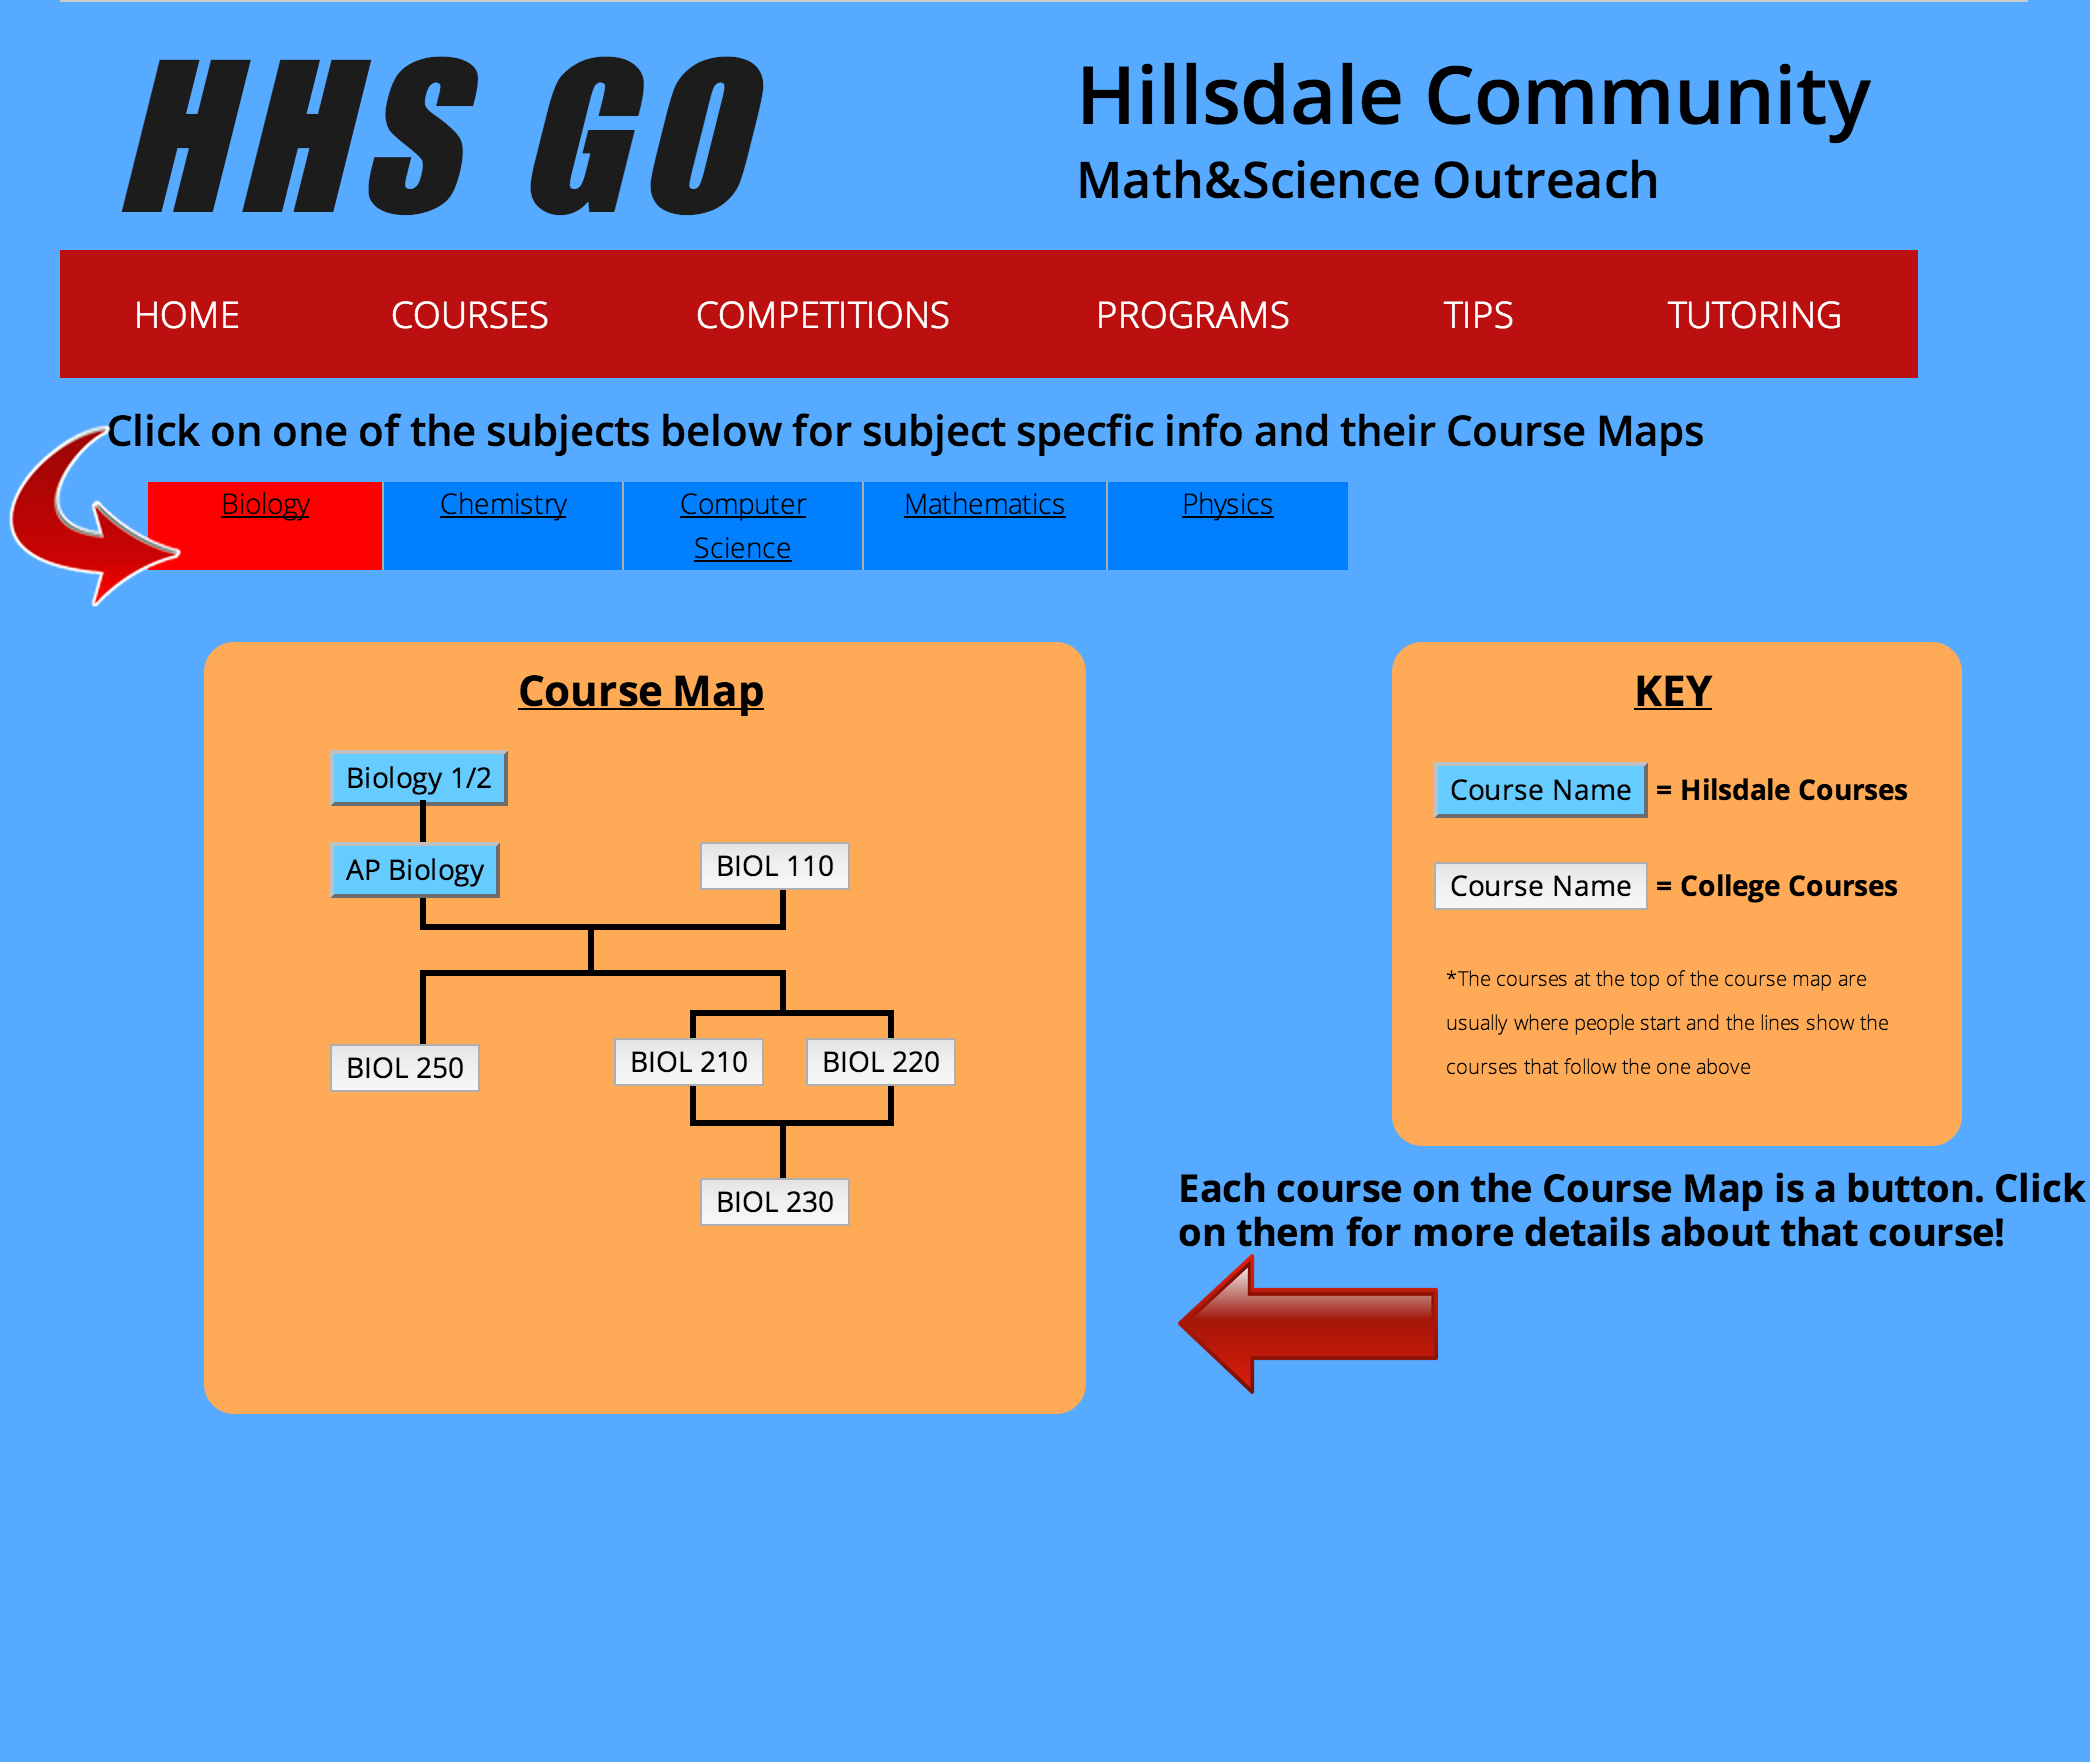 HHS GO
Hillsdale Community
Math&Science Outreach
HOME COURSES COMPETITIONS PROGRAMS TIPS TUTORING
Click on one of the subjects below for subject specfic info and their Course Maps
Biology
Chemistry
Computer
Science
Mathematics
Physics
Course Map
Biology 1/2
AP Biology
BIOL 110
BIOL 250
BIOL 210
BIOL 220
BIOL 230
KEY
Course Name = Hilsdale Courses
Course Name = College Courses
*The courses at the top of the course map are
usually where people start and the lines show the
courses that follow the one above
Each course on the Course Map is a button. Click
on them for more details about that course!